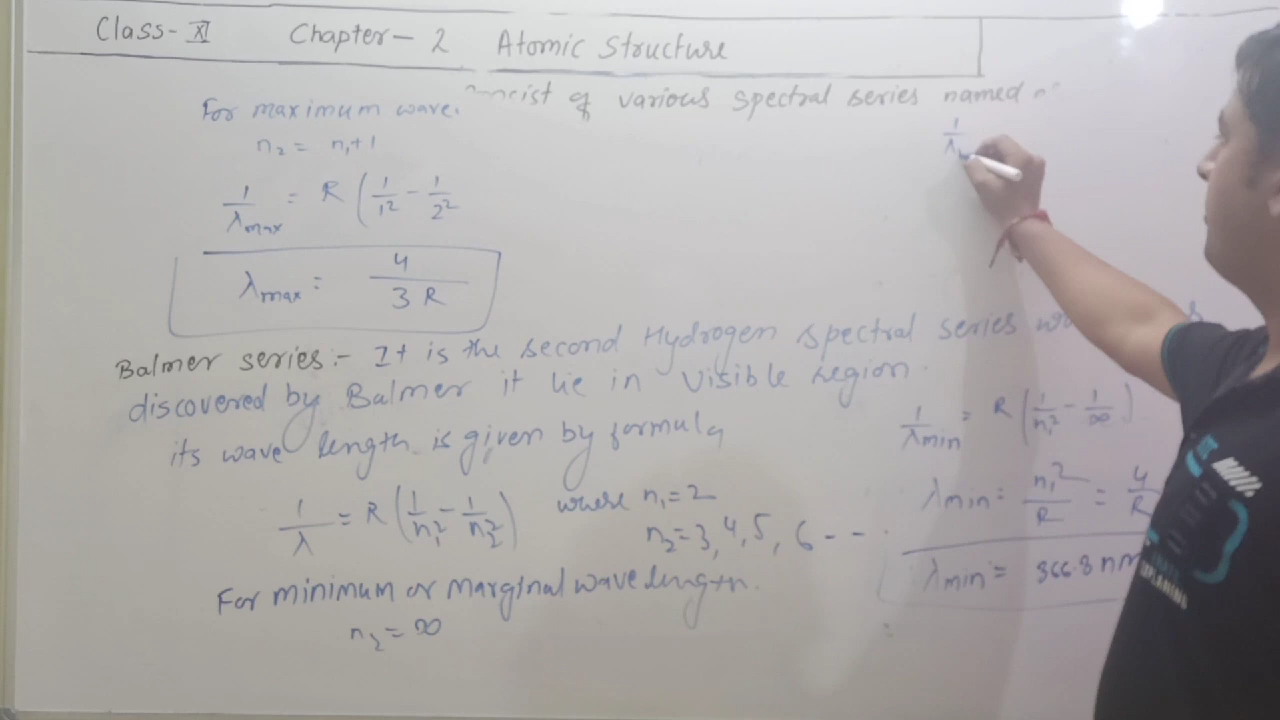 Class- XI Chapter- 2 Atomic Structure
of various spectral series named
For maximum wave.
n₂ = n₁+1
1/λmax = R (1/1² - 1/2²
λmax = 4/3 R
1/λ
Balmer series:- It is the second Hydrogen spectral series
discovered by Balmer it lie in visible region.
its wave length is given by formula
1/λ = R (1/n₁² - 1/n₂²) where n₁=2
n₂=3, 4, 5, 6 - - .
For minimum or marginal wave length.
n₂ = ∞
1/λmin = R (1/n₁² - 1/∞)
λmin = n₁²/R = 4/R
λmin = 366.8 nm